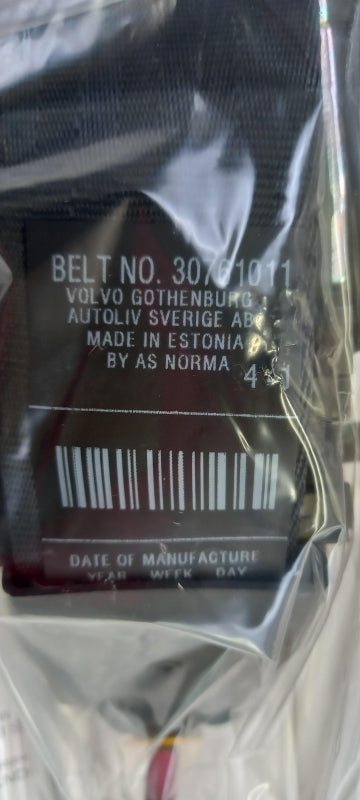 BELT NO. 30761011
VOLVO GOTHENBURG
AUTOLIV SVERIGE AB
MADE IN ESTONIA
BY AS NORMA
DATE OF MANUFACTURE
YEAR WEEK DAY